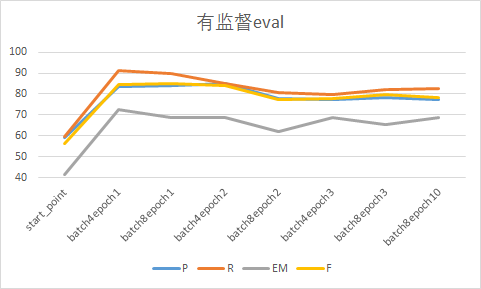 有监督eval
100
90
80
70
60
50
40
start_point
batch4epoch1
batch8epoch1
batch4epoch2
batch8epoch2
batch4epoch3
batch8epoch3
batch8epoch10
P R EM F